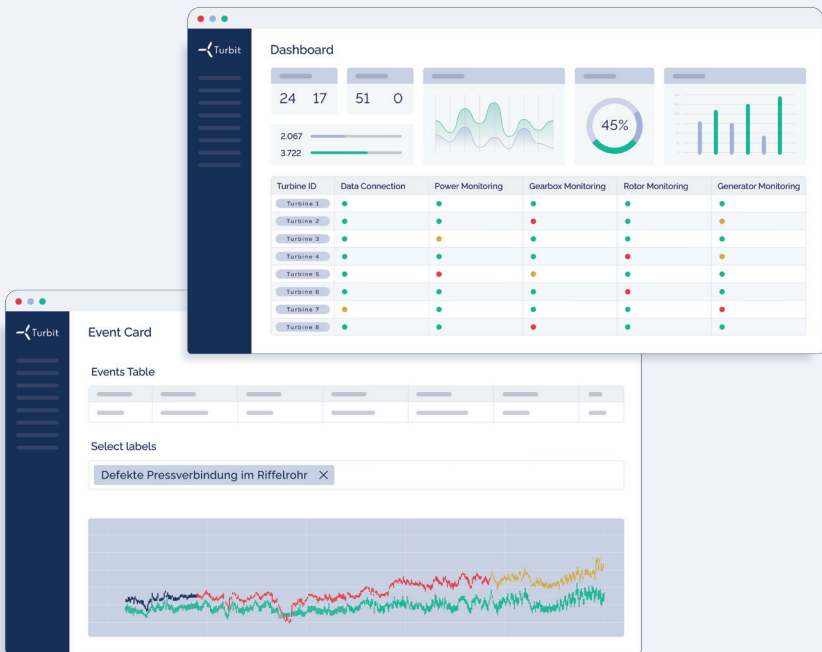 Turbit
Dashboard
24 17 51 0
45%
2.067
3.722
Turbine ID Data Connection Power Monitoring Gearbox Monitoring Rotor Monitoring Generator Monitoring
Turbine 1
Turbine 2
Turbine 3
Turbine 4
Turbine 5
Turbine 6
Turbine 7
Turbine 8
Turbit
Event Card
Events Table
Select labels
Defekte Pressverbindung im Riffelrohr X